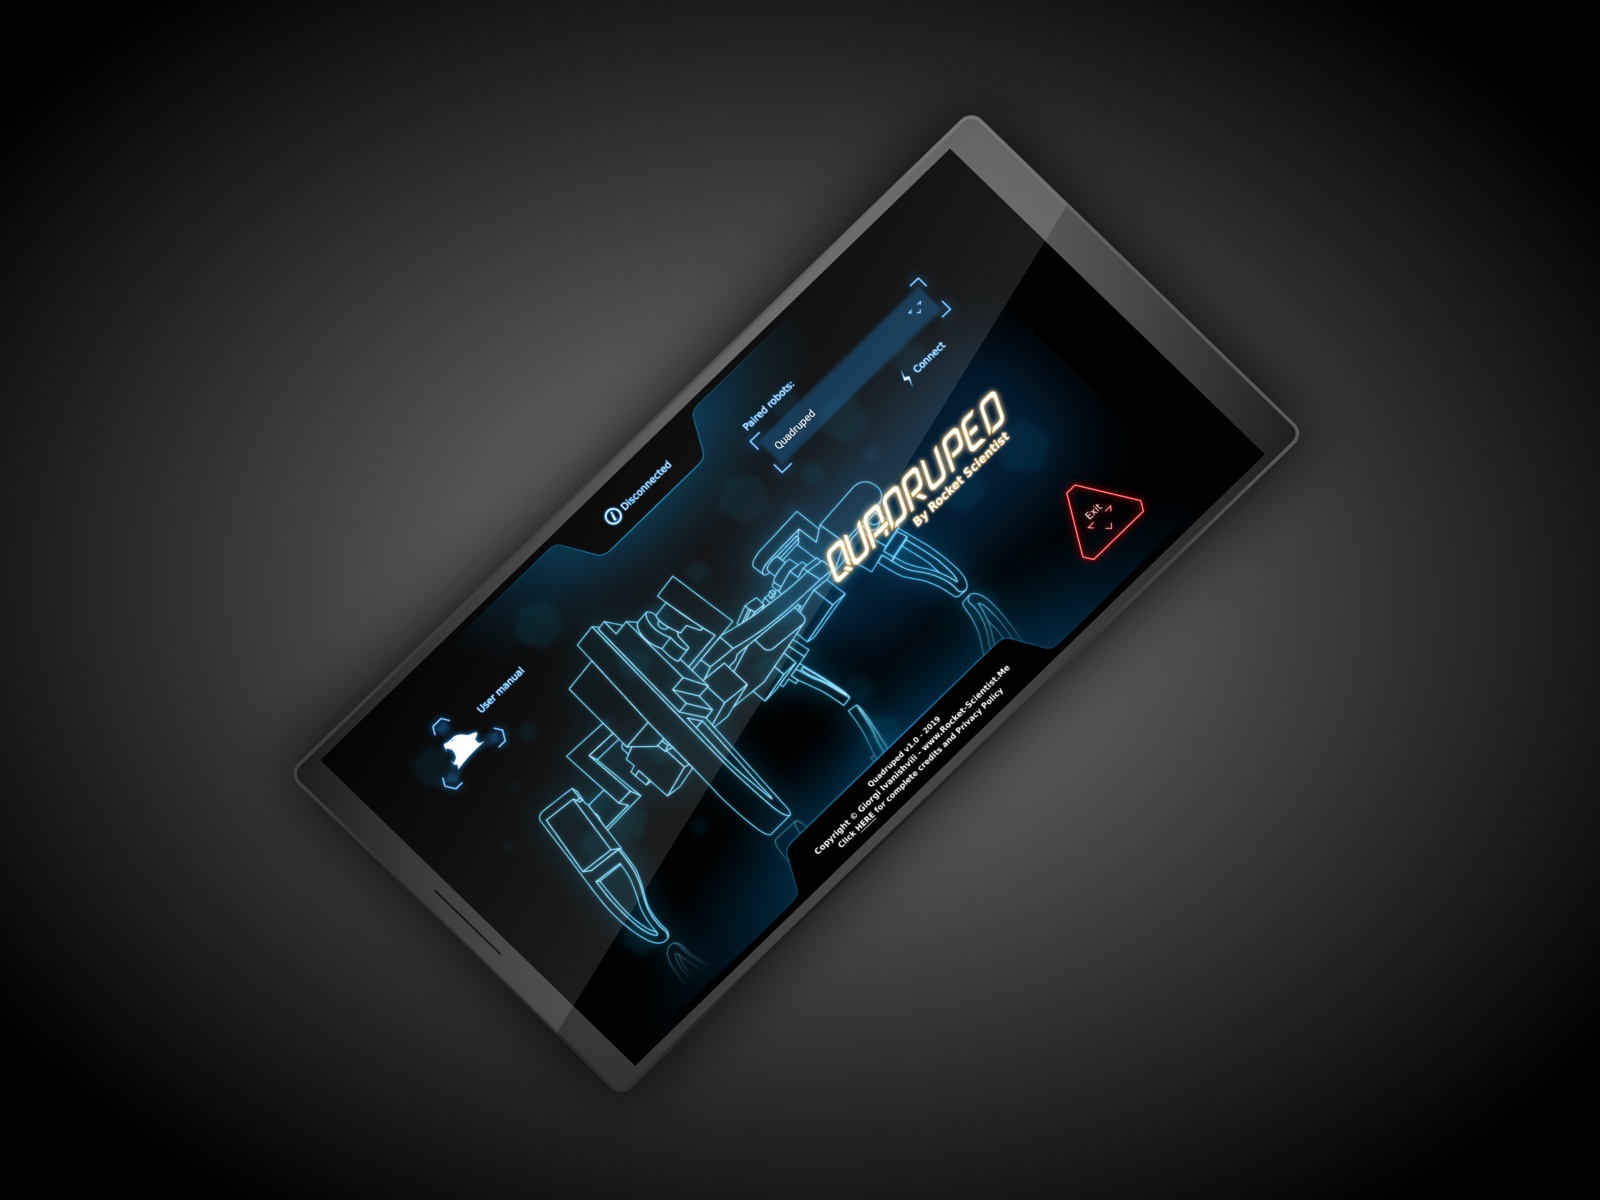 Disconnected
Paired robots:
Quadruped
Connect
QUADRUPED
By Rocket Scientist
User manual
Exit
Quadruped v1.0 - 2019
Copyright © Giorgi Ivanishvili - www.Rocket-Scientist.Me
Click HERE for complete credits and Privacy Policy